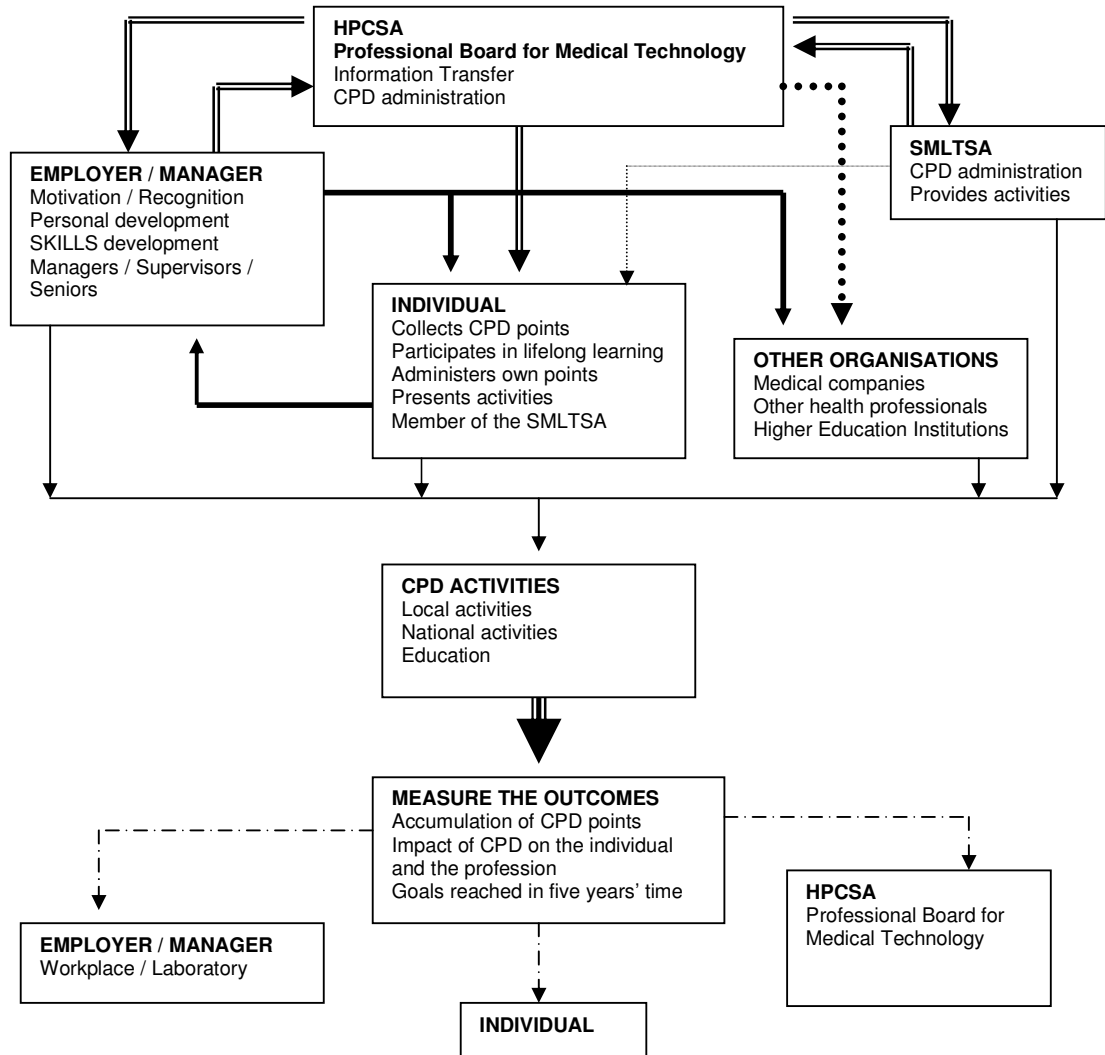 HPCSA
Professional Board for Medical Technology
Information Transfer
CPD administration
EMPLOYER / MANAGER
Motivation / Recognition
Personal development
SKILLS development
Managers / Supervisors /
Seniors
SMLTSA
CPD administration
Provides activities
INDIVIDUAL
Collects CPD points
Participates in lifelong learning
Administers own points
Presents activities
Member of the SMLTSA
OTHER ORGANISATIONS
Medical companies
Other health professionals
Higher Education Institutions
CPD ACTIVITIES
Local activities
National activities
Education
MEASURE THE OUTCOMES
Accumulation of CPD points
Impact of CPD on the individual
and the profession
Goals reached in five years’ time
EMPLOYER / MANAGER
Workplace / Laboratory
INDIVIDUAL
HPCSA
Professional Board for
Medical Technology